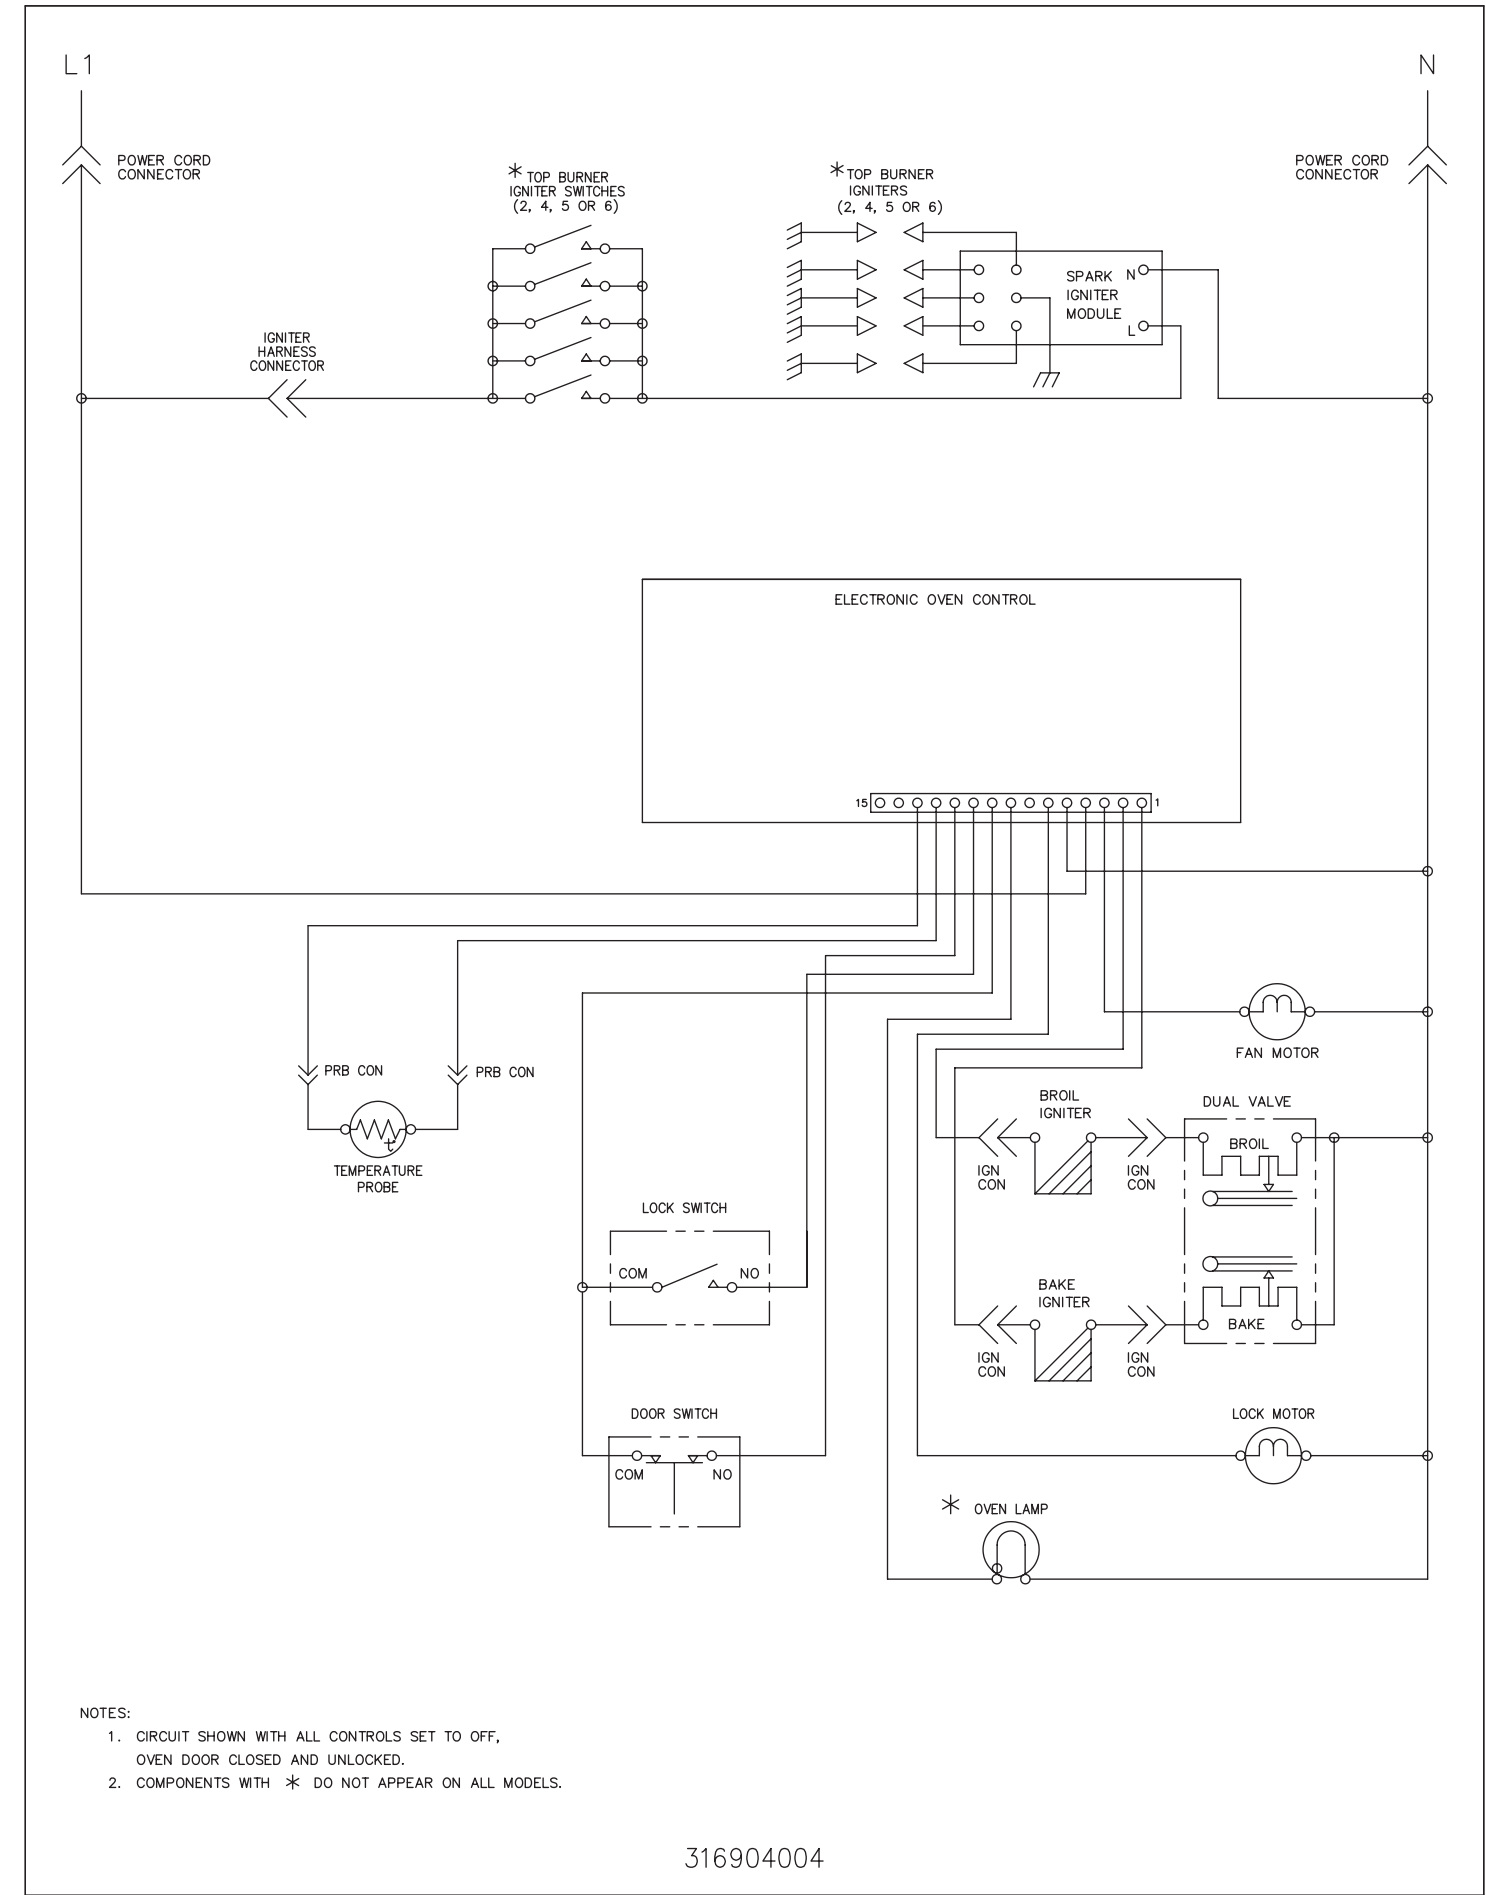 L1
N
POWER CORD
CONNECTOR
POWER CORD
CONNECTOR
* TOP BURNER
IGNITER SWITCHES
(2, 4, 5 OR 6)
* TOP BURNER
IGNITERS
(2, 4, 5 OR 6)
SPARK
IGNITER
MODULE
N
L
IGNITER
HARNESS
CONNECTOR
ELECTRONIC OVEN CONTROL
15
1
PRB CON
PRB CON
TEMPERATURE
PROBE
FAN MOTOR
BROIL
IGNITER
DUAL VALVE
BROIL
IGN
CON
IGN
CON
LOCK SWITCH
COM
NO
BAKE
IGNITER
BAKE
IGN
CON
IGN
CON
DOOR SWITCH
COM
NO
LOCK MOTOR
* OVEN LAMP
NOTES:
1. CIRCUIT SHOWN WITH ALL CONTROLS SET TO OFF,
OVEN DOOR CLOSED AND UNLOCKED.
2. COMPONENTS WITH * DO NOT APPEAR ON ALL MODELS.
316904004
t